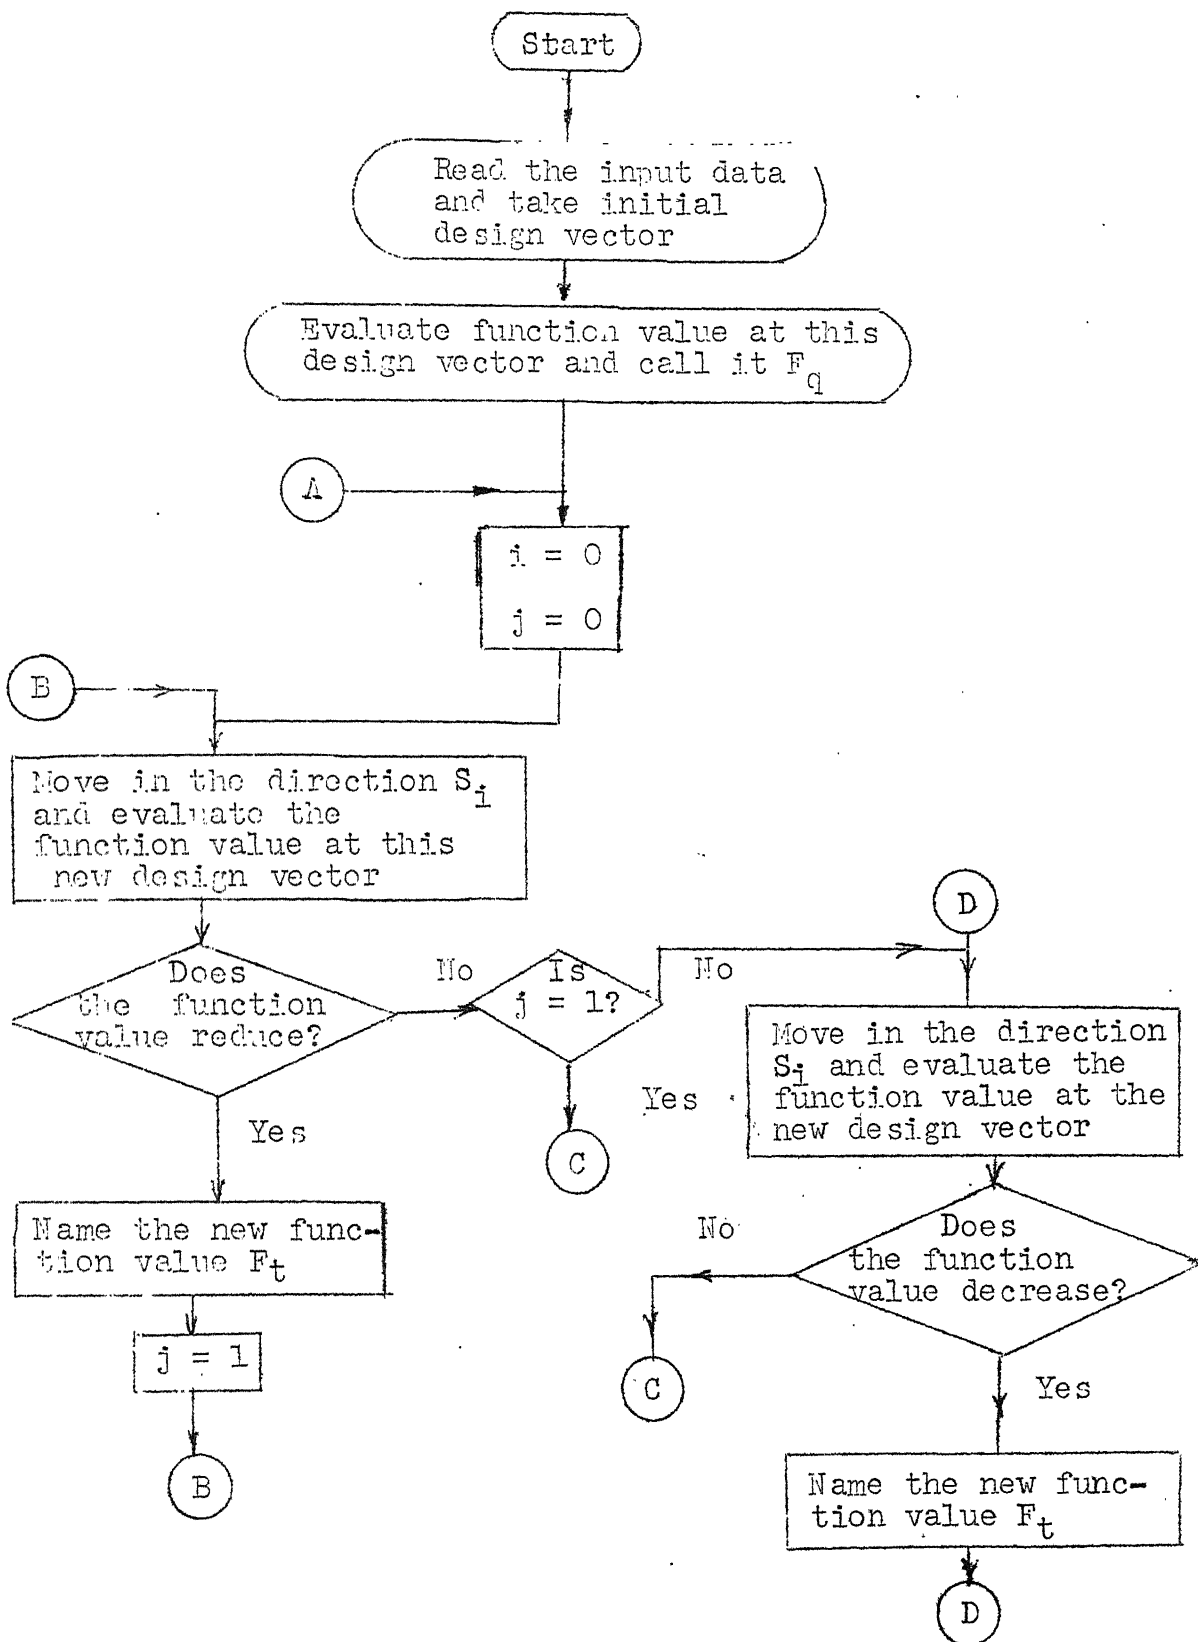 Start
Read the input data
and take initial
design vector
Evaluate function value at this
design vector and call it F_q
A
i = 0
j = 0
B
Move in the direction S_i
and evaluate the
function value at this
new design vector
D
Does
the function
value reduce?
No
Is
j = 1?
No
Yes
C
Yes
Move in the direction
S_i and evaluate the
function value at the
new design vector
Name the new func-
tion value F_t
j = 1
B
Does
the function
value decrease?
No
C
Yes
Name the new func-
tion value F_t
D